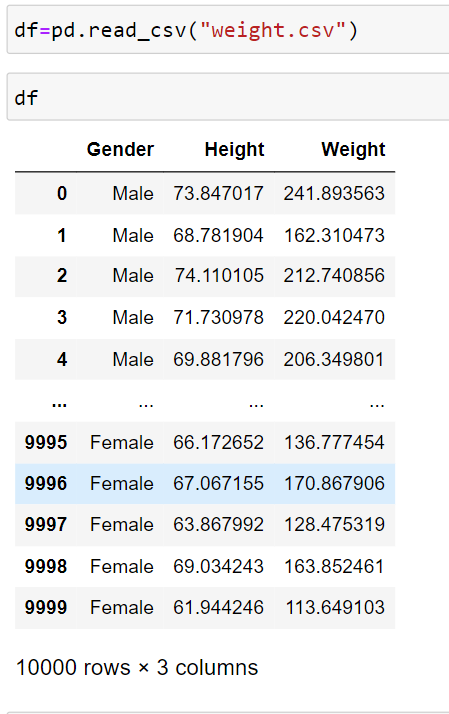 df=pd.read_csv("weight.csv")
df
Gender Height Weight
0 Male 73.847017 241.893563
1 Male 68.781904 162.310473
2 Male 74.110105 212.740856
3 Male 71.730978 220.042470
4 Male 69.881796 206.349801
... ... ... ...
9995 Female 66.172652 136.777454
9996 Female 67.067155 170.867906
9997 Female 63.867992 128.475319
9998 Female 69.034243 163.852461
9999 Female 61.944246 113.649103
10000 rows × 3 columns